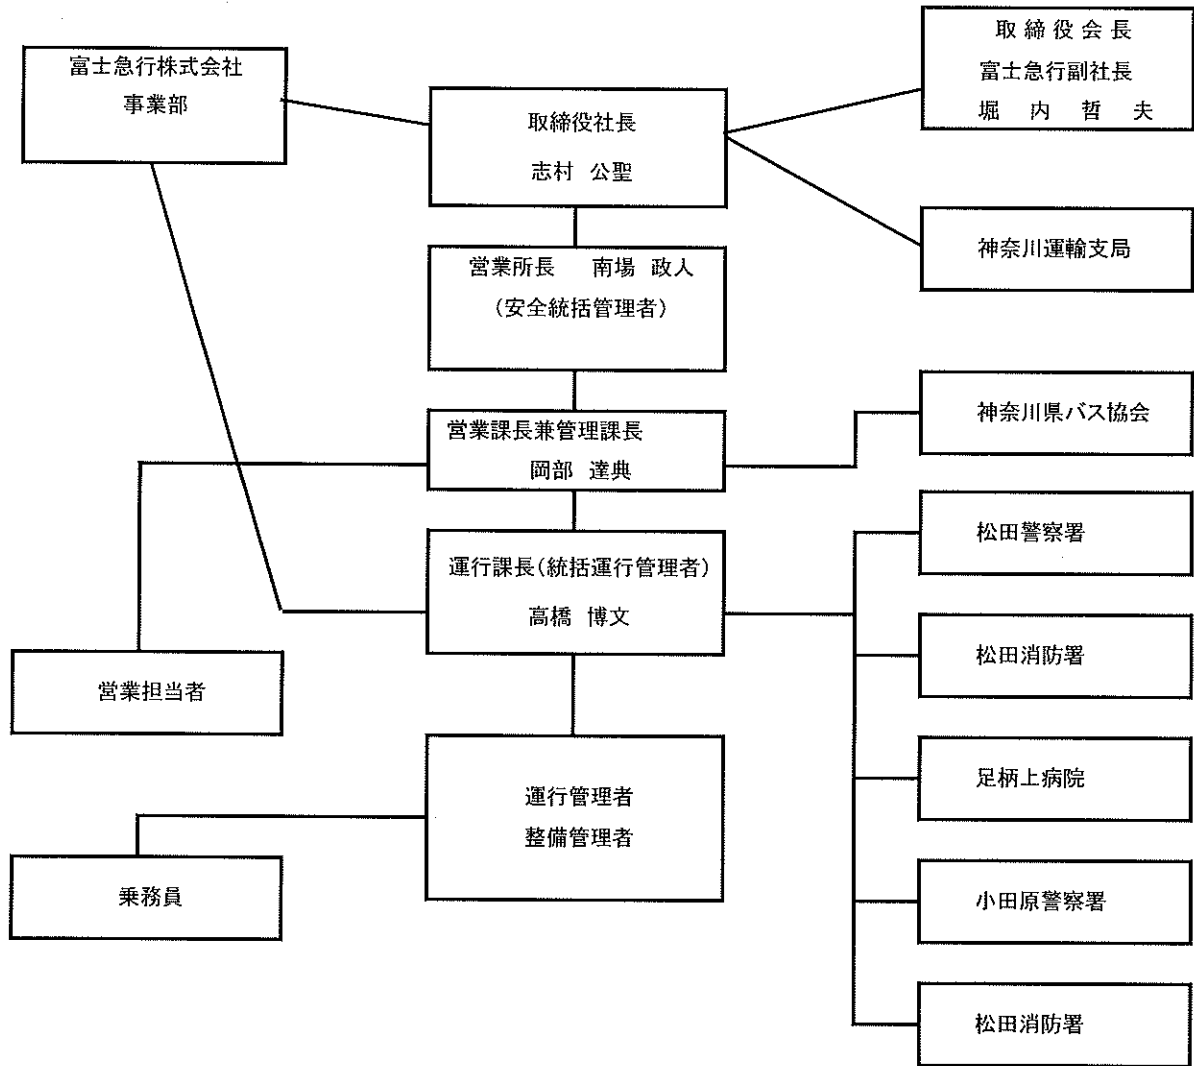 富士急行株式会社
事業部
取締役会長
富士急行副社長
堀内哲夫
取締役社長
志村 公聖
神奈川運輸支局
営業所長 南場 政人
(安全統括管理者)
神奈川県バス協会
営業課長兼管理課長
岡部 達典
松田警察署
運行課長(統括運行管理者)
高橋 博文
松田消防署
営業担当者
足柄上病院
運行管理者
整備管理者
乗務員
小田原警察署
松田消防署